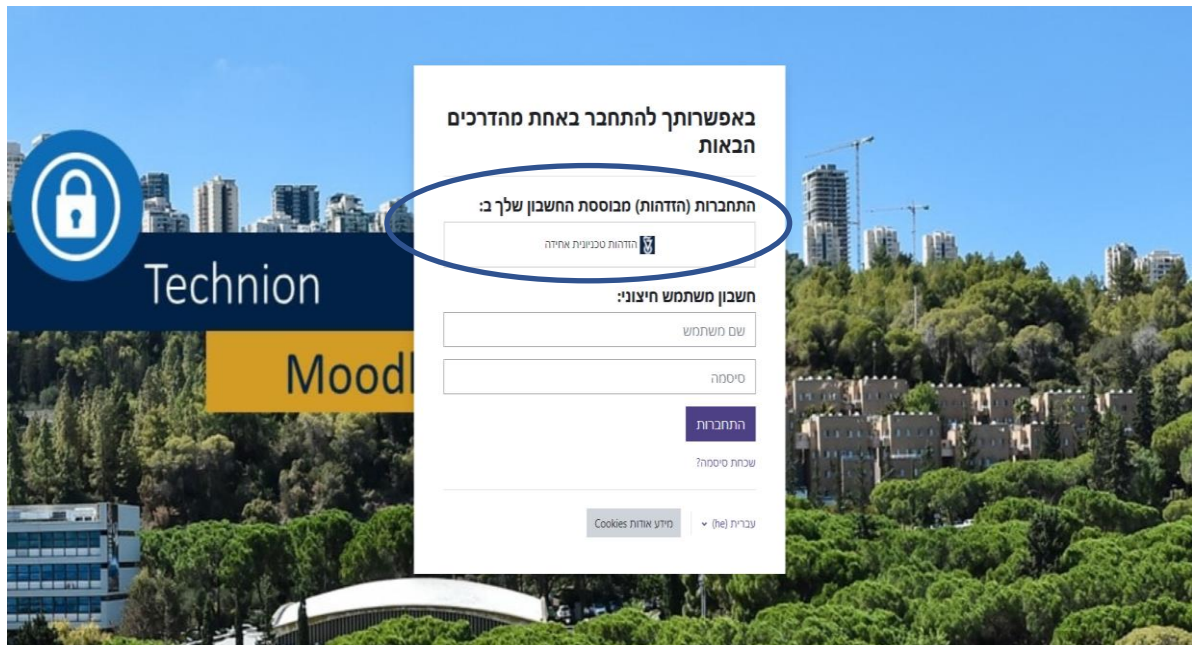 באפשרותך להתחבר באחת מהדרכים
הבאות
התחברות (הזדהות) מבוססת החשבון שלך ב:
הזדהות טכניונית אחידה
חשבון משתמש חיצוני:
שם משתמש
סיסמה
התחברות
שכחת סיסמה?
עברית (he) מידע אודות Cookies
Technion
Moodl